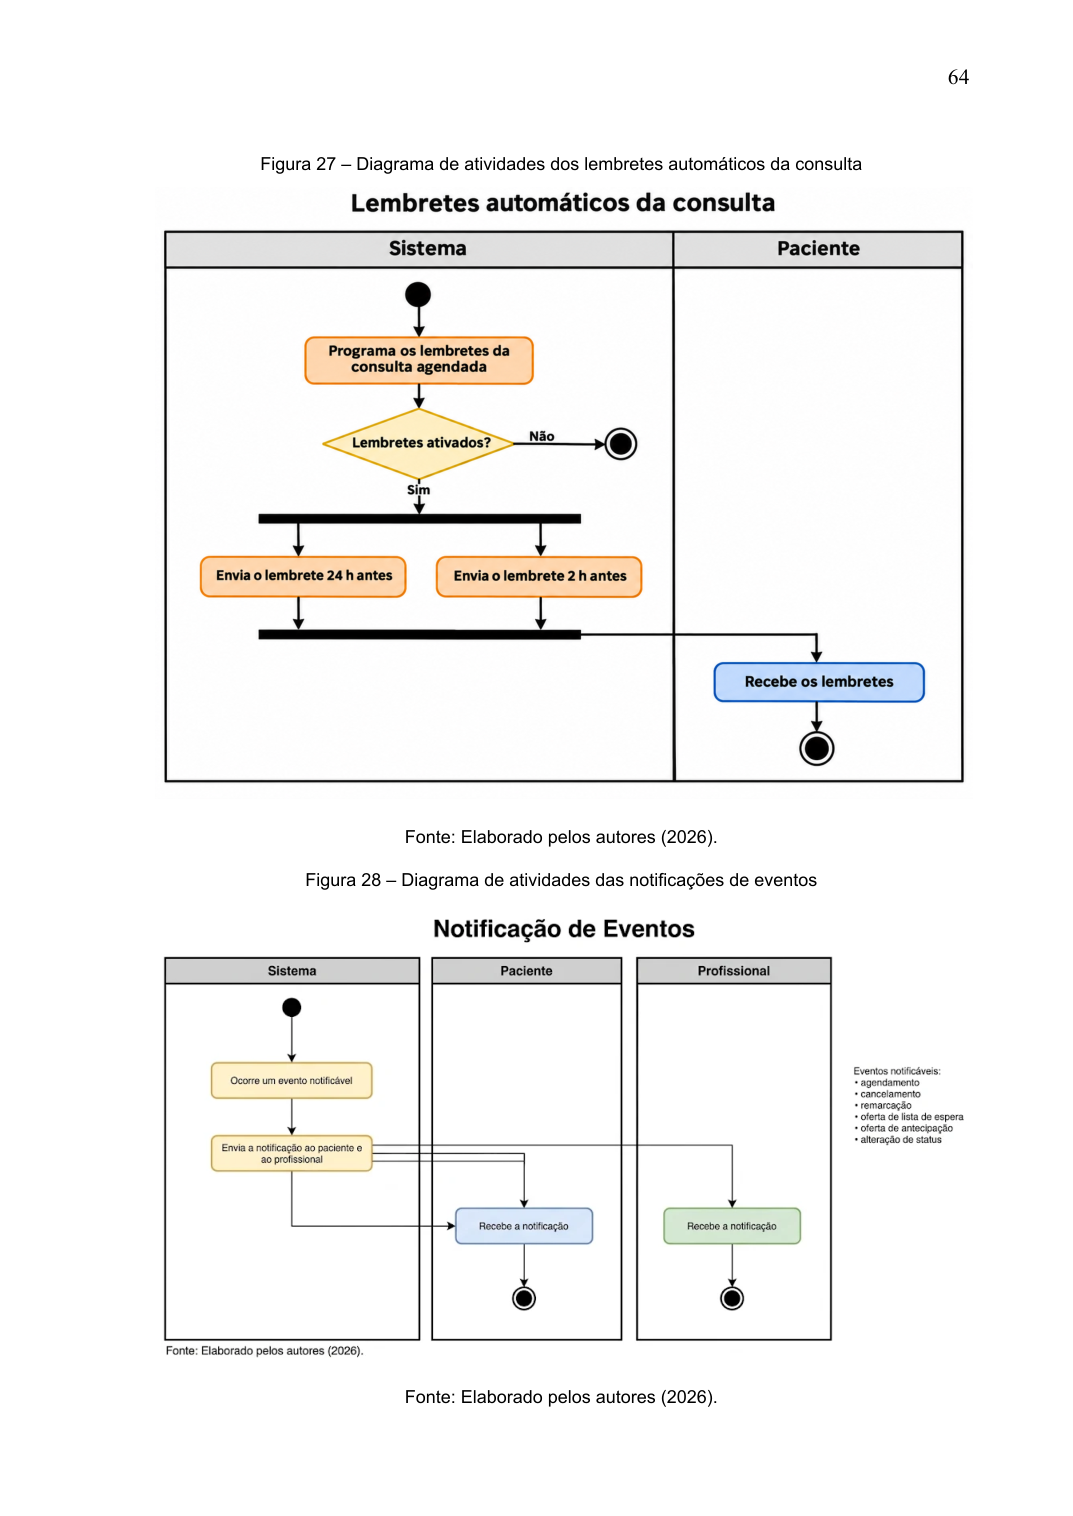 64
Figura 27 – Diagrama de atividades dos lembretes automáticos da consulta
Lembretes automáticos da consulta
Sistema
Paciente
Programa os lembretes da
consulta agendada
Lembretes ativados?
Não
Sim
Envia o lembrete 24 h antes
Envia o lembrete 2 h antes
Recebe os lembretes
Fonte: Elaborado pelos autores (2026).
Figura 28 – Diagrama de atividades das notificações de eventos
Notificação de Eventos
Sistema
Paciente
Profissional
Ocorre um evento notificável
Envia a notificação ao paciente e
ao profissional
Recebe a notificação
Recebe a notificação
Eventos notificáveis:
• agendamento
• cancelamento
• remarcação
• oferta de lista de espera
• oferta de antecipação
• alteração de status
Fonte: Elaborado pelos autores (2026).
Fonte: Elaborado pelos autores (2026).